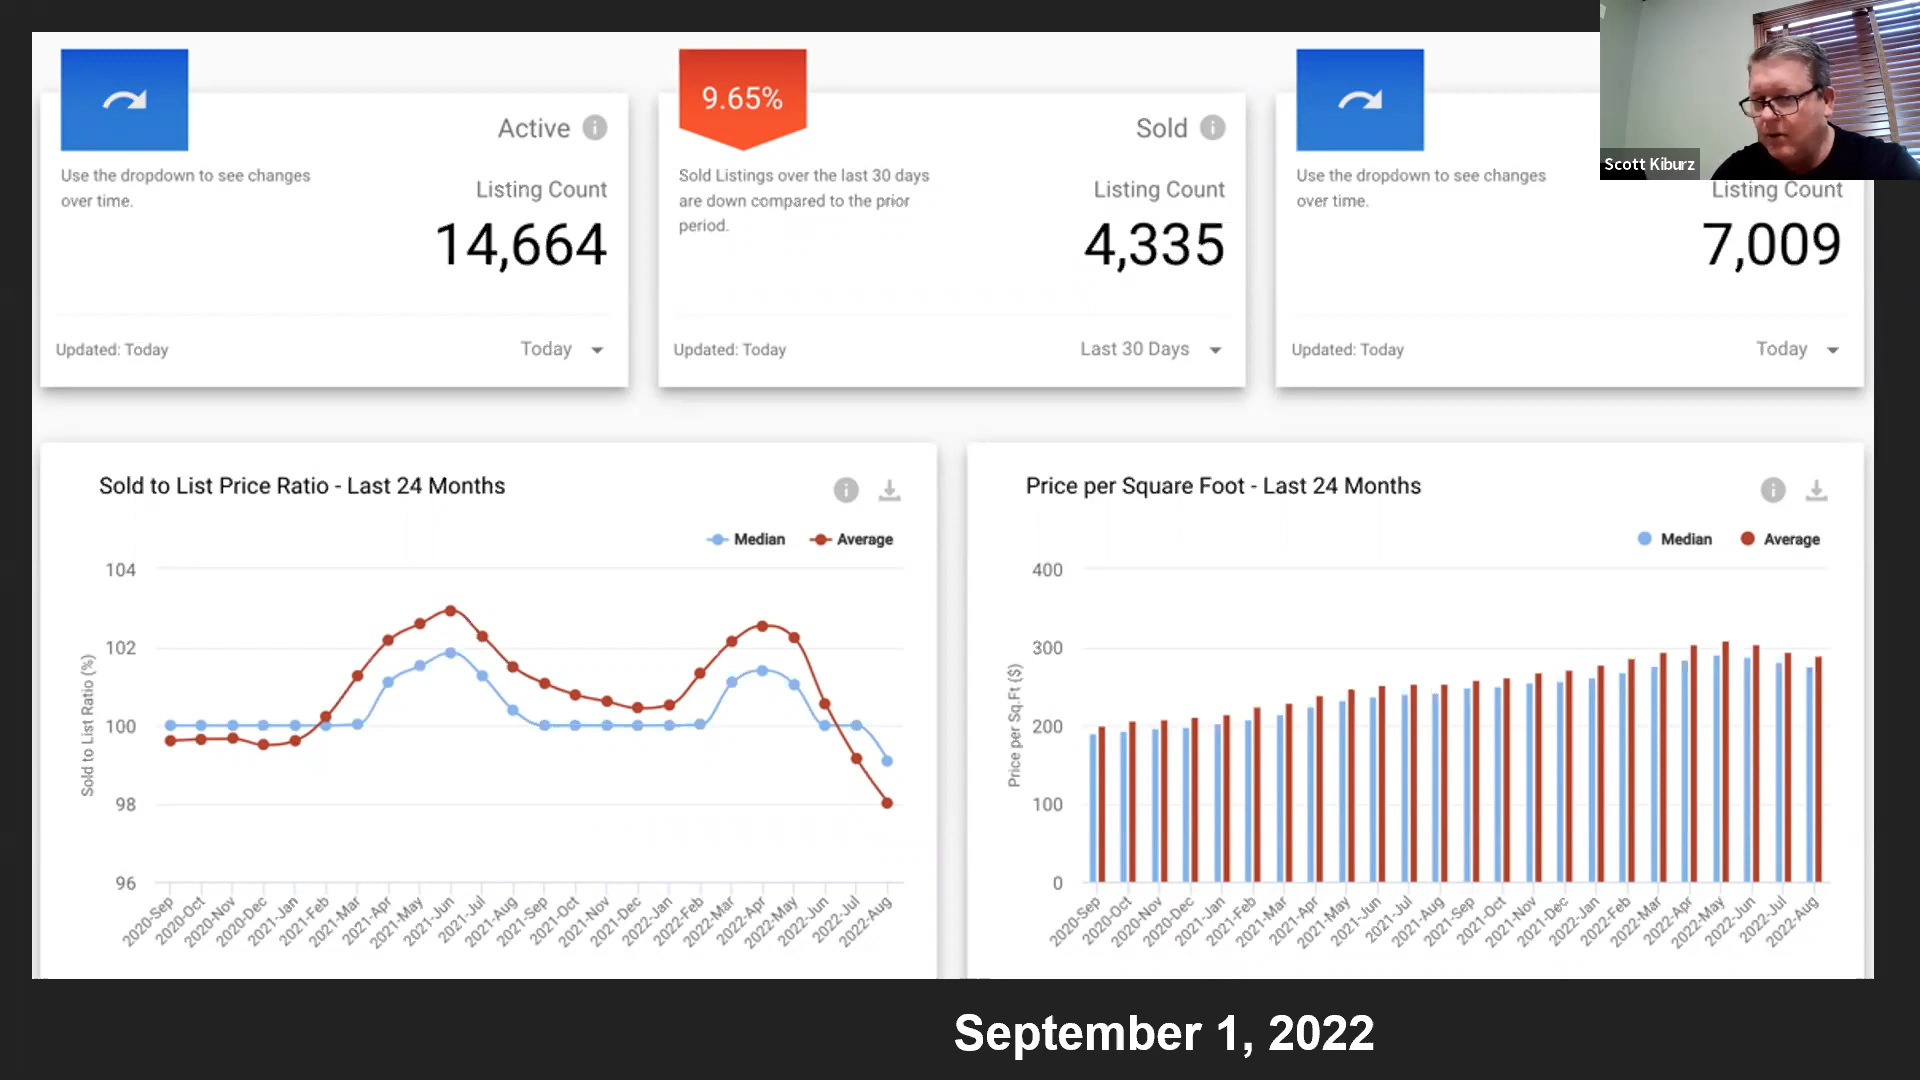 Scott Kiburz
Active
Use the dropdown to see changes
over time.
Listing Count
14,664
Updated: Today
Today
9.65%
Sold
Sold Listings over the last 30 days
are down compared to the prior
period.
Listing Count
4,335
Updated: Today
Last 30 Days
Use the dropdown to see changes
over time.
Listing Count
7,009
Updated: Today
Today
Sold to List Price Ratio - Last 24 Months
Median
Average
Sold to List Ratio (%)
104
102
100
98
96
2020-Sep
2020-Oct
2020-Nov
2020-Dec
2021-Jan
2021-Feb
2021-Mar
2021-Apr
2021-May
2021-Jun
2021-Jul
2021-Aug
2021-Sep
2021-Oct
2021-Nov
2021-Dec
2022-Jan
2022-Feb
2022-Mar
2022-Apr
2022-May
2022-Jun
2022-Jul
2022-Aug
Price per Square Foot - Last 24 Months
Median
Average
Price per Sq.Ft ($)
400
300
200
100
0
2020-Sep
2020-Oct
2020-Nov
2020-Dec
2021-Jan
2021-Feb
2021-Mar
2021-Apr
2021-May
2021-Jun
2021-Jul
2021-Aug
2021-Sep
2021-Oct
2021-Nov
2021-Dec
2022-Jan
2022-Feb
2022-Mar
2022-Apr
2022-May
2022-Jun
2022-Jul
2022-Aug
September 1, 2022